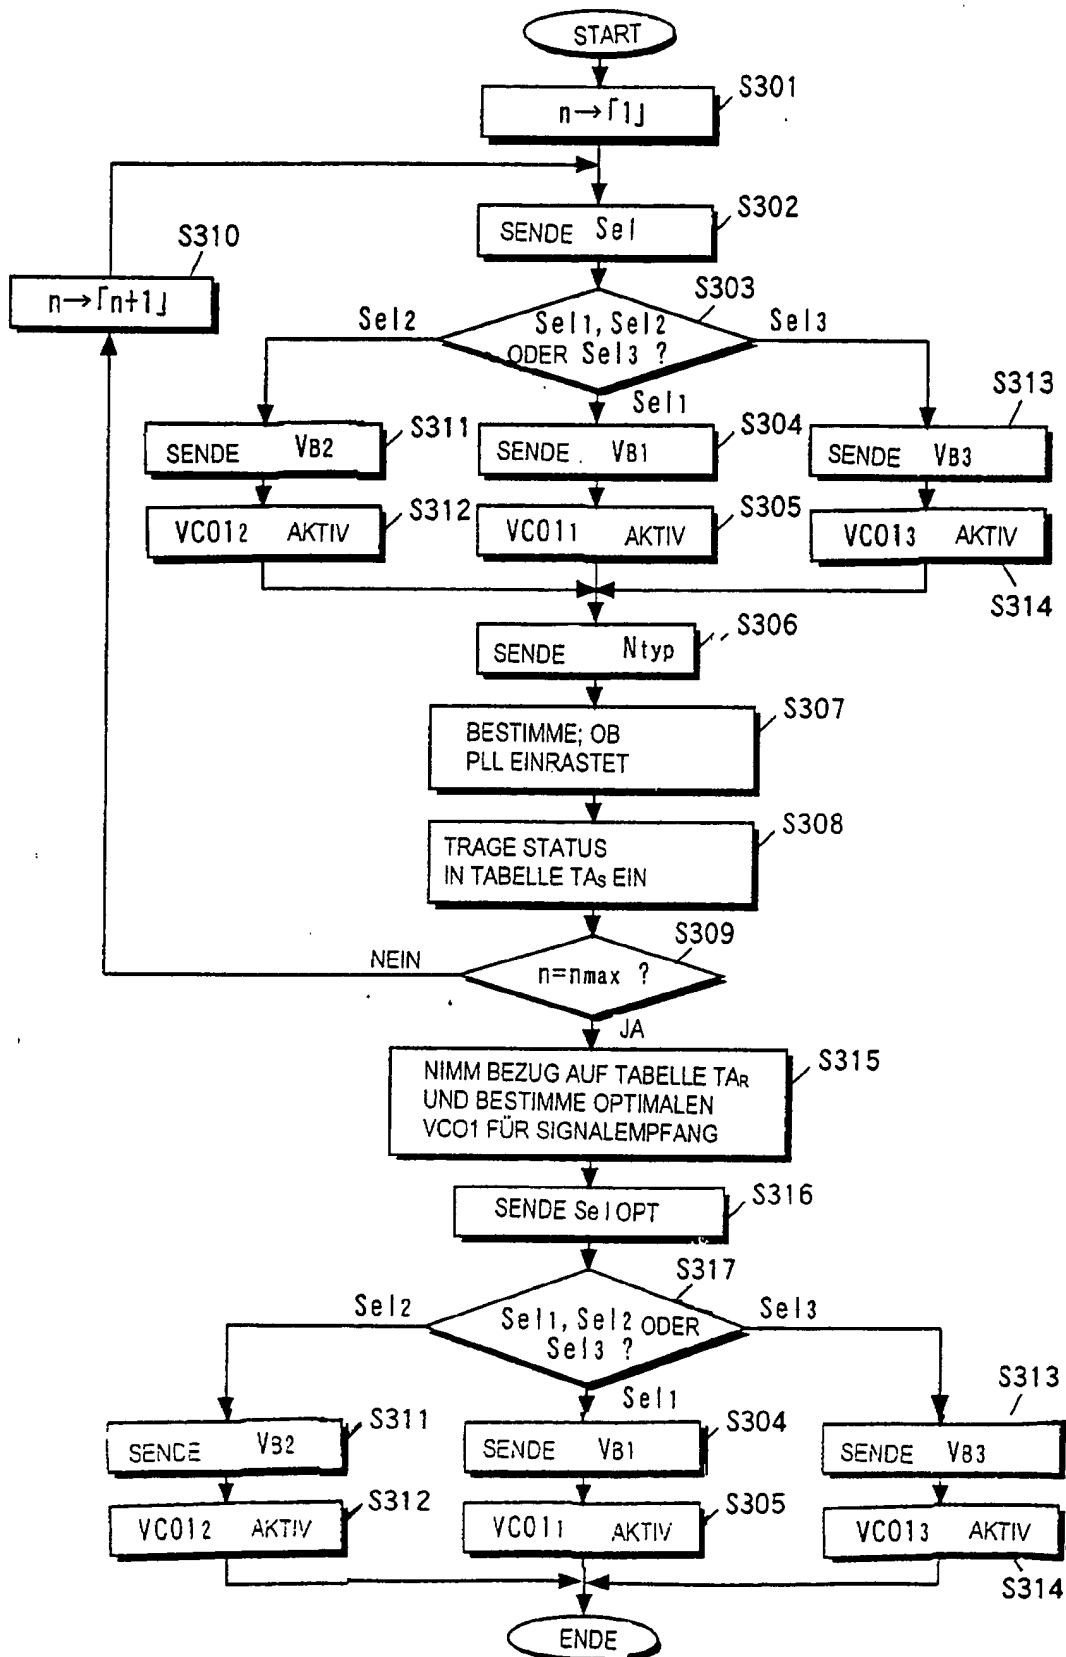 START
S301
n→「1」
S302
SENDE Sel
S310
n→「n+1」
S303
Sel2
Sel1, Sel2
ODER Sel3 ?
Sel3
Sel1
S311
SENDE VB2
S304
SENDE VB1
S313
SENDE VB3
S312
VCO12 AKTIV
S305
VCO11 AKTIV
VCO13 AKTIV
S314
S306
SENDE Ntyp
S307
BESTIMME; OB
PLL EINRASTET
S308
TRAGE STATUS
IN TABELLE TAS EIN
S309
NEIN
n=nmax ?
JA
S315
NIMM BEZUG AUF TABELLE TAR
UND BESTIMME OPTIMALEN
VCO1 FÜR SIGNALEMPFANG
S316
SENDE SelOPT
S317
Sel2
Sel1, Sel2 ODER
Sel3 ?
Sel3
Sel1
S311
SENDE VB2
S304
SENDE VB1
S313
SENDE VB3
S312
VCO12 AKTIV
S305
VCO11 AKTIV
VCO13 AKTIV
S314
ENDE